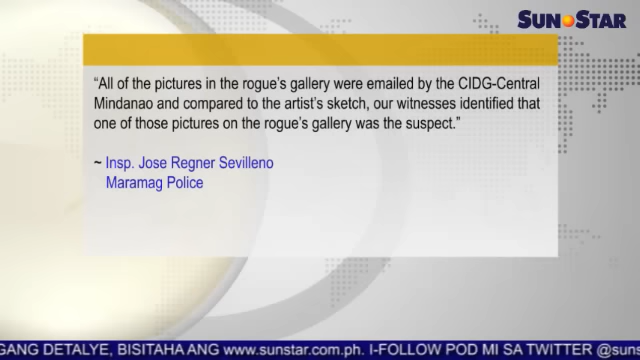 SUN STAR
“All of the pictures in the rogue’s gallery were emailed by the CIDG-Central
Mindanao and compared to the artist’s sketch, our witnesses identified that
one of those pictures on the rogue’s gallery was the suspect.”
~ Insp. Jose Regner Sevilleno
Maramag Police
GANG DETALYE, BISITAHA ANG www.sunstar.com.ph. I-FOLLOW POD MI SA TWITTER @suns